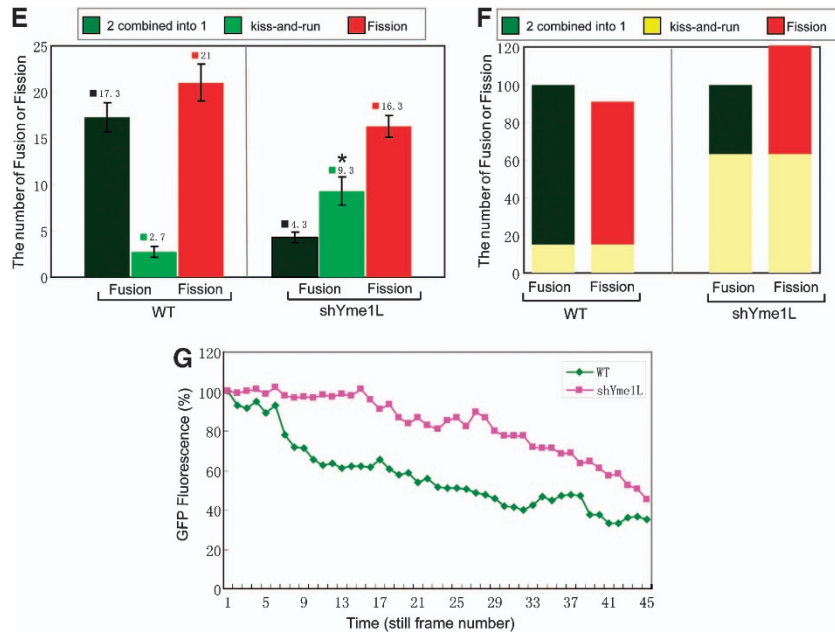 E
2 combined into 1 kiss-and-run Fission
The number of Fusion or Fission
25
20
15
10
5
0
17.3
2.7
21
4.3
*
9.3
16.3
Fusion Fission
WT
Fusion Fission
shYme1L
F
2 combined into 1 kiss-and-run Fission
The number of Fusion or Fission
120
100
80
60
40
20
0
Fusion Fission
WT
Fusion Fission
shYme1L
G
GFP Fluorescence (%)
120
100
80
60
40
20
0
WT
shYme1L
1 5 9 13 17 21 25 29 33 37 41 45
Time (still frame number)